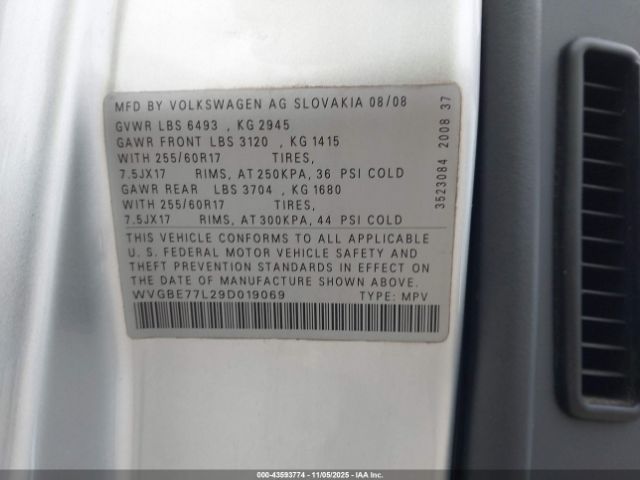 MFD BY VOLKSWAGEN AG SLOVAKIA 08/08
GVWR LBS 6493 , KG 2945
GAWR FRONT LBS 3120 , KG 1415
WITH 255/60R17 TIRES,
7.5JX17 RIMS, AT 250KPA, 36 PSI COLD
GAWR REAR LBS 3704 , KG 1680
WITH 255/60R17 TIRES,
7.5JX17 RIMS, AT 300KPA, 44 PSI COLD
THIS VEHICLE CONFORMS TO ALL APPLICABLE
U. S. FEDERAL MOTOR VEHICLE SAFETY AND
THEFT PREVENTION STANDARDS IN EFFECT ON
THE DATE OF MANUFACTURE SHOWN ABOVE.
WVGBE77L29D019069 TYPE: MPV
3523084 2008 37
000-43593774 - 11/05/2025 - Copyright © IAA Inc.